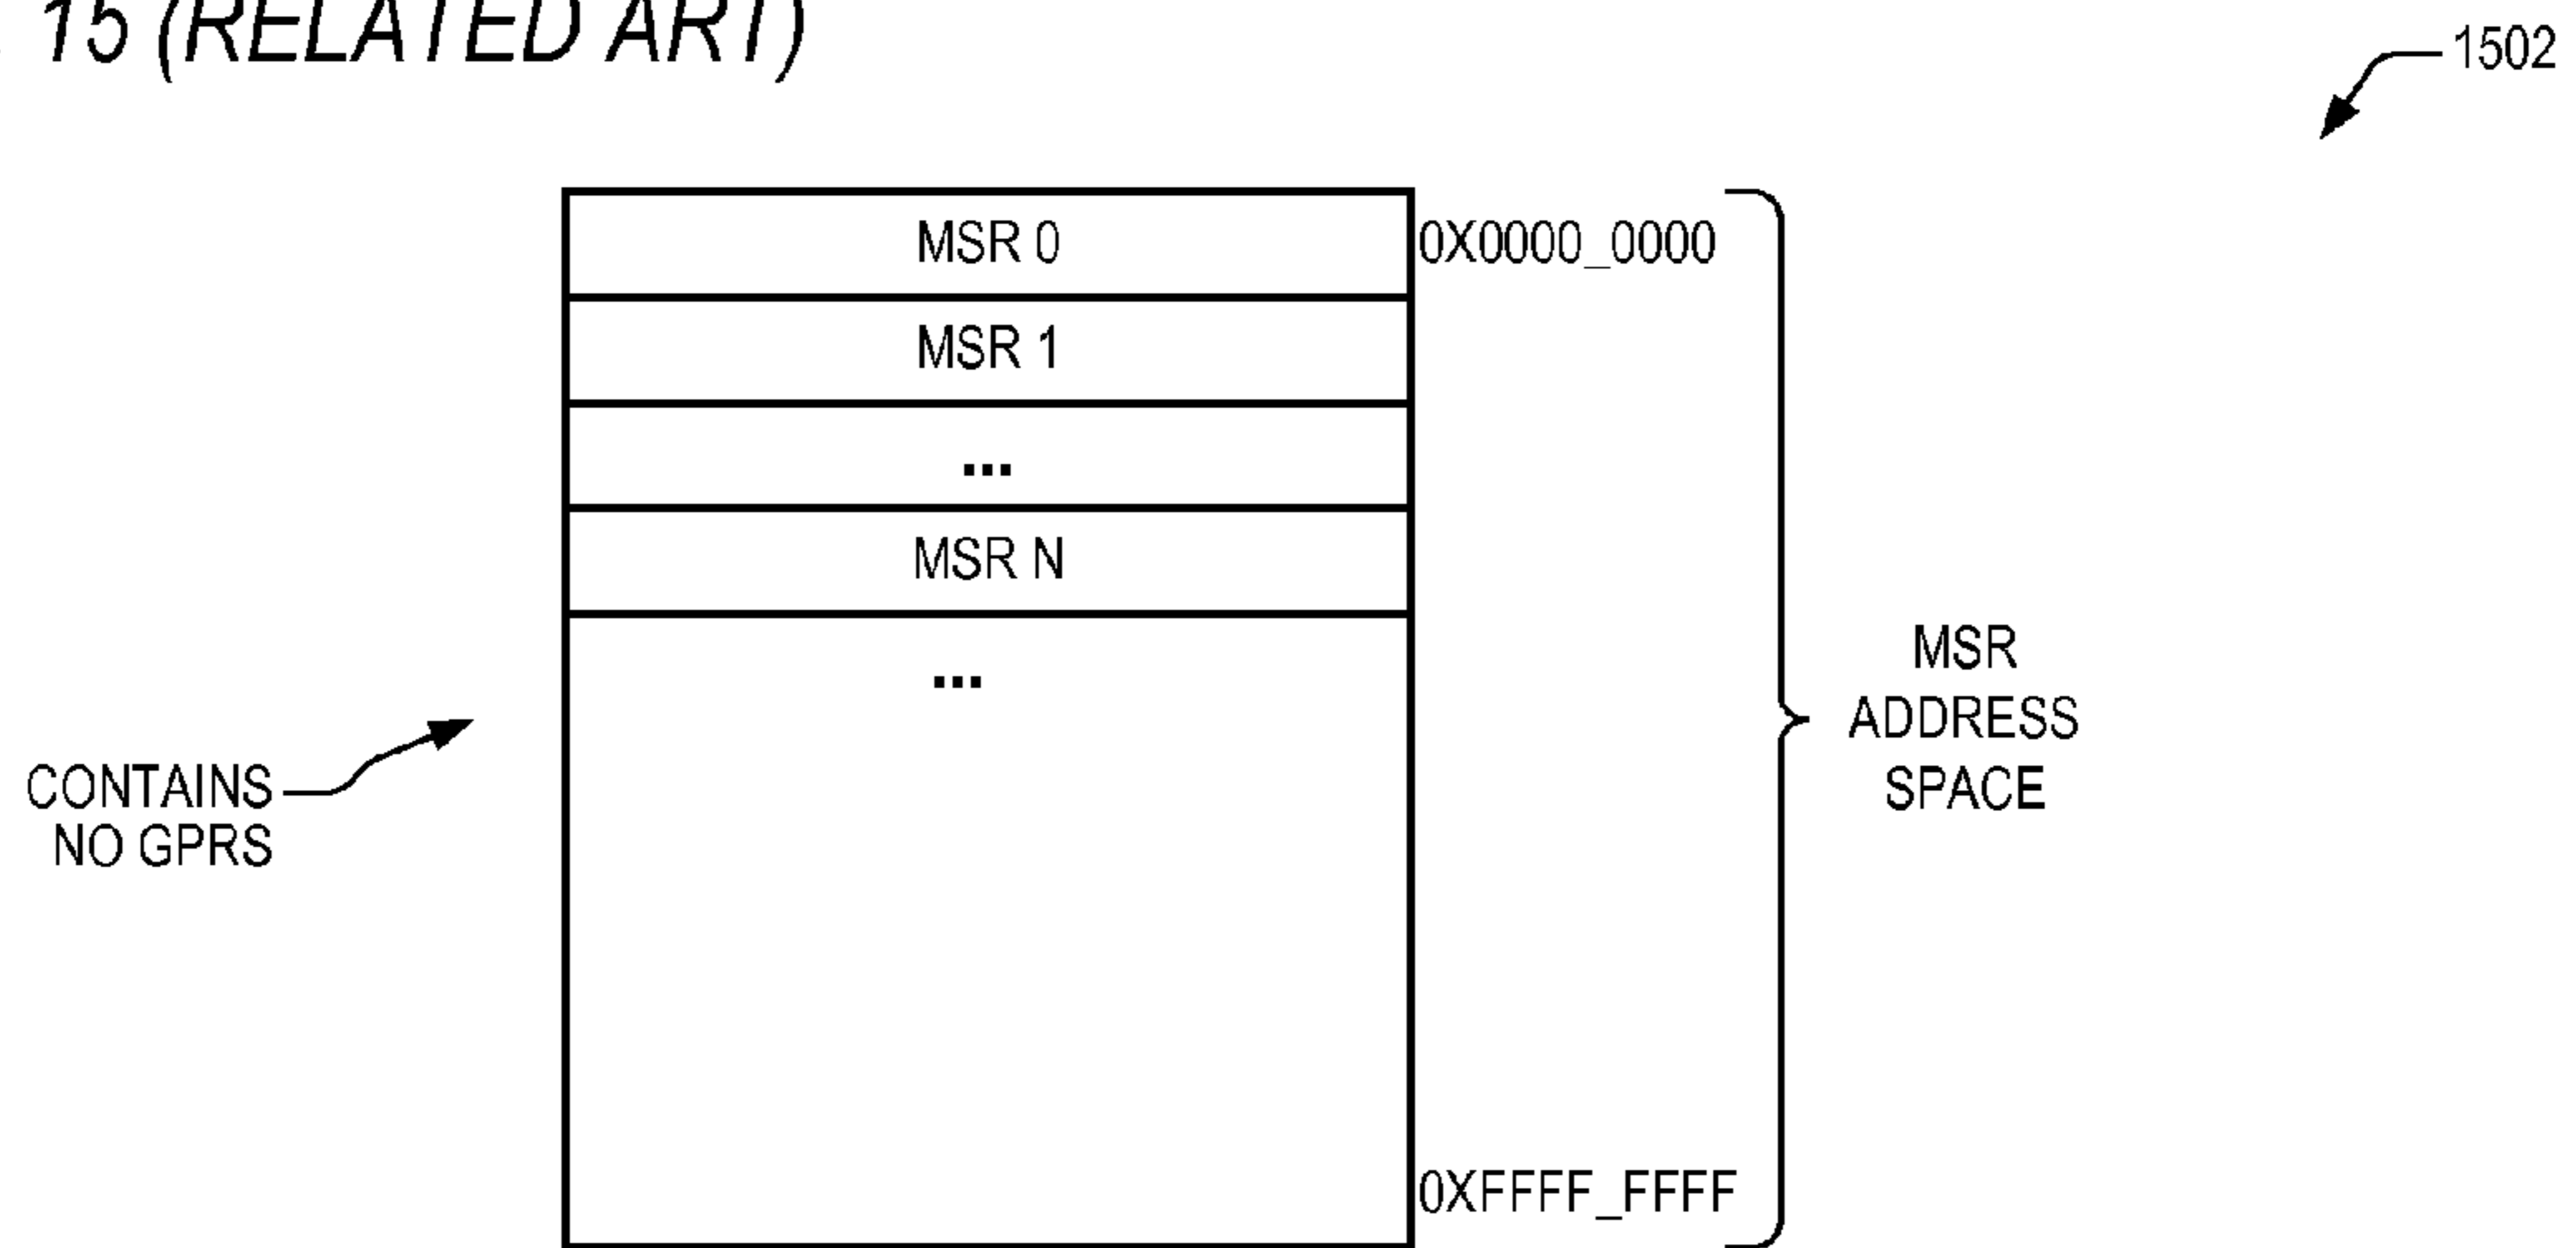 15 (RELATED ART)
1502
MSR 0
0X0000_0000
MSR 1
...
MSR N
...
MSR
ADDRESS
SPACE
CONTAINS
NO GPRS
0XFFFF_FFFF